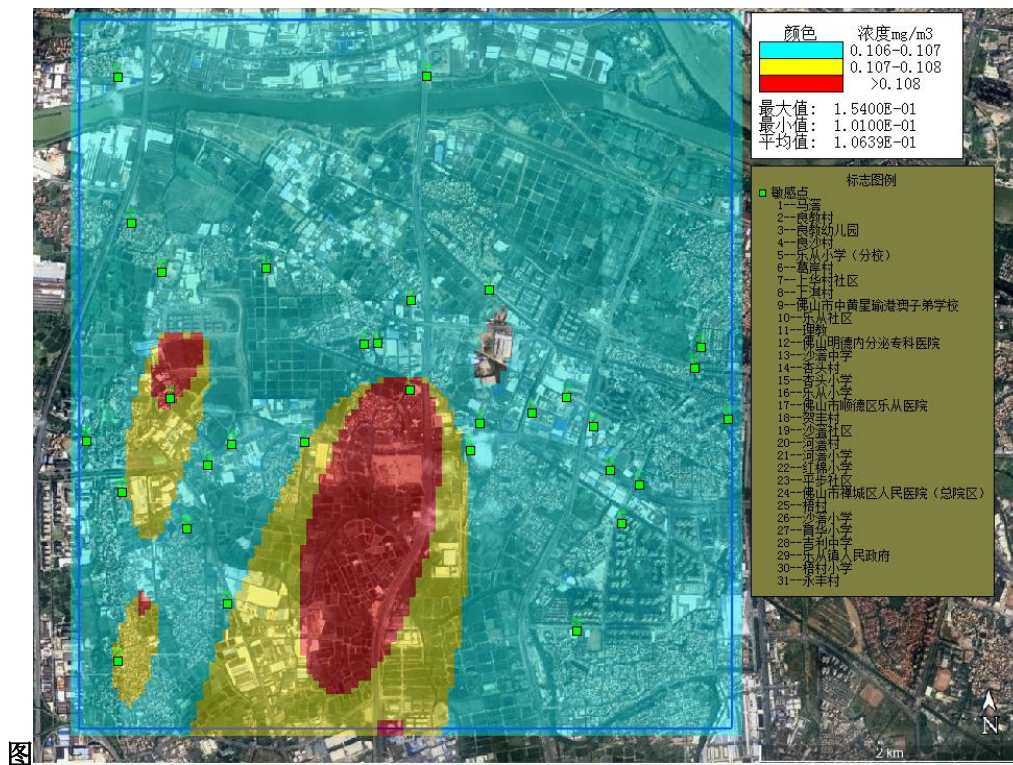 颜色 浓度mg/m3
0.106-0.107
0.107-0.108
>0.108
最大值: 1.5400E-01
最小值: 1.0100E-01
平均值: 1.0639E-01
标志图例
敏感点
1--马滘
2--良教村
3--良教幼儿园
4--良沙村
5--乐从小学（分校）
6--葛岸村
7--上华村社区
8--上淇村
9--佛山市中黄星瑜港澳子弟学校
10--乐从社区
11--理教
12--佛山明德内分泌专科医院
13--沙滘中学
14--杏头村
15--杏头小学
16--乐从小学
17--佛山市顺德区乐从医院
18--贺丰村
19--沙滘社区
20--河滘村
21--河滘小学
22--红棉小学
23--平步社区
24--佛山市禅城区人民医院（总院区）
25--梧村
26--沙滘小学
27--育华小学
28--吉利中学
29--乐从镇人民政府
30--梧村小学
31--永丰村
N
2 km
图